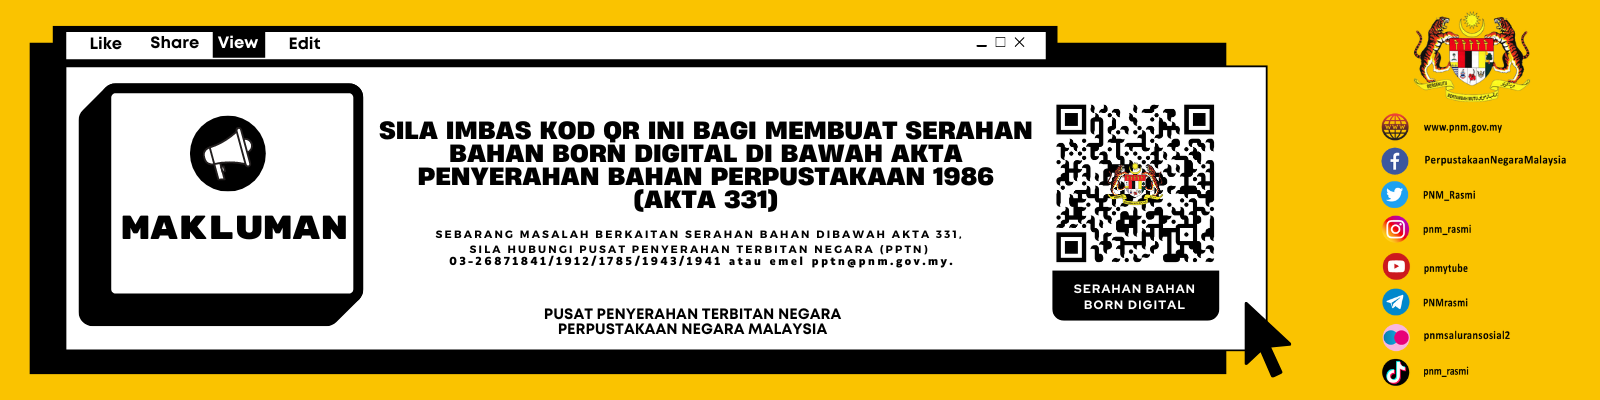 Like Share View Edit
MAKLUMAN
SILA IMBAS KOD QR INI BAGI MEMBUAT SERAHAN
BAHAN BORN DIGITAL DI BAWAH AKTA
PENYERAHAN BAHAN PERPUSTAKAAN 1986
(AKTA 331)
SEBARANG MASALAH BERKAITAN SERAHAN BAHAN DIBAWAH AKTA 331,
SILA HUBUNGI PUSAT PENYERAHAN TERBITAN NEGARA (PPTN)
03-26871841/1912/1785/1943/1941 atau emel pptn@pnm.gov.my.
PUSAT PENYERAHAN TERBITAN NEGARA
PERPUSTAKAAN NEGARA MALAYSIA
SERAHAN BAHAN
BORN DIGITAL
www.pnm.gov.my
PerpustakaanNegaraMalaysia
PNM_Rasmi
pnm_rasmi
pnmytube
PNMrasmi
pnmsaluransosial2
pnm_rasmi